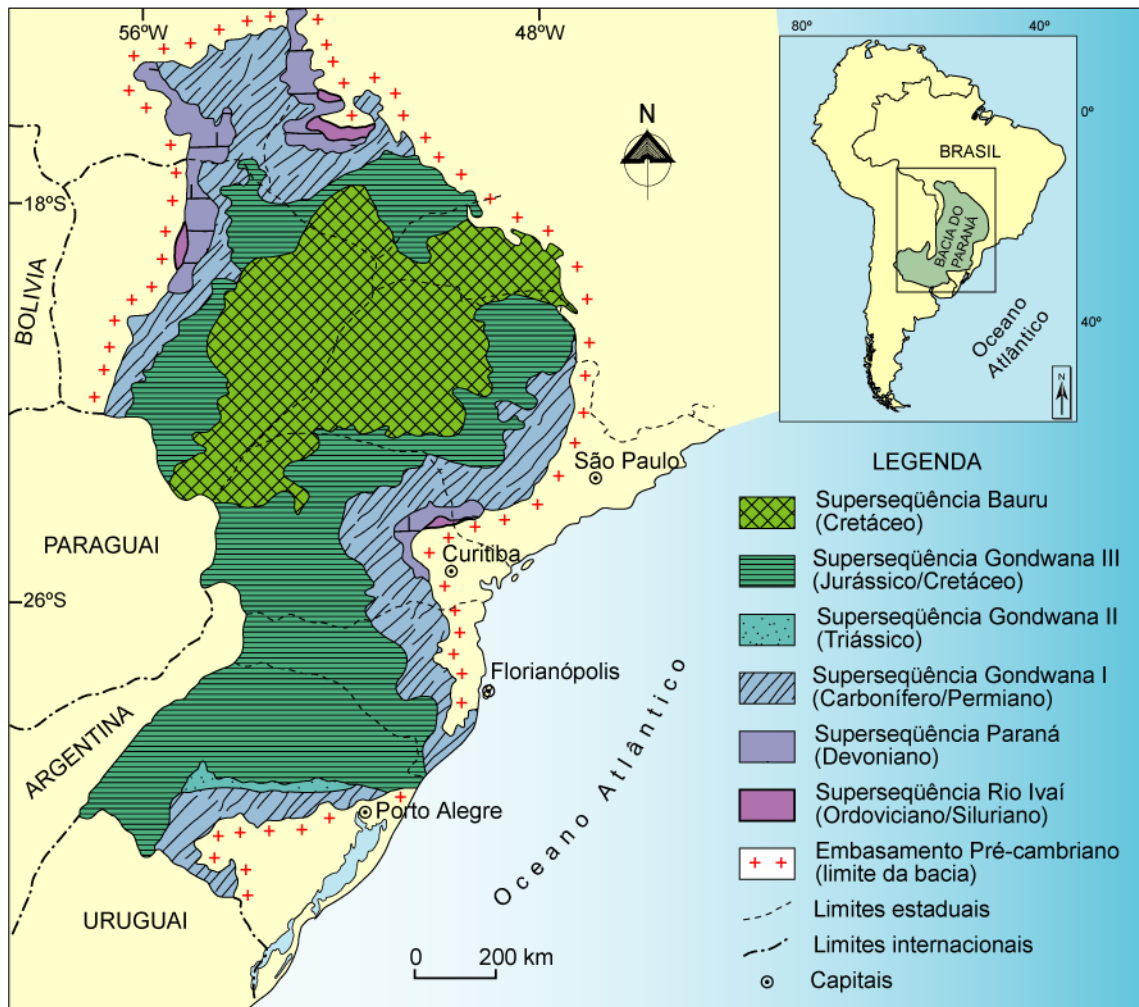 56ºW
48ºW
80º
40º
N
0º
BRASIL
18ºS
BACIA DO
PARANÁ
BOLIVIA
40º
Oceano
Atlântico
N
São Paulo
LEGENDA
Superseqüência Bauru
(Cretáceo)
PARAGUAI
Curitiba
Superseqüência Gondwana III
(Jurássico/Cretáceo)
26ºS
Superseqüência Gondwana II
(Triássico)
Florianópolis
Superseqüência Gondwana I
(Carbonífero/Permiano)
ARGENTINA
Superseqüência Paraná
(Devoniano)
Oceano Atlântico
Porto Alegre
Superseqüência Rio Ivaí
(Ordoviciano/Siluriano)
Embasamento Pré-cambriano
(limite da bacia)
URUGUAI
Limites estaduais
Limites internacionais
0 200 km
Capitais